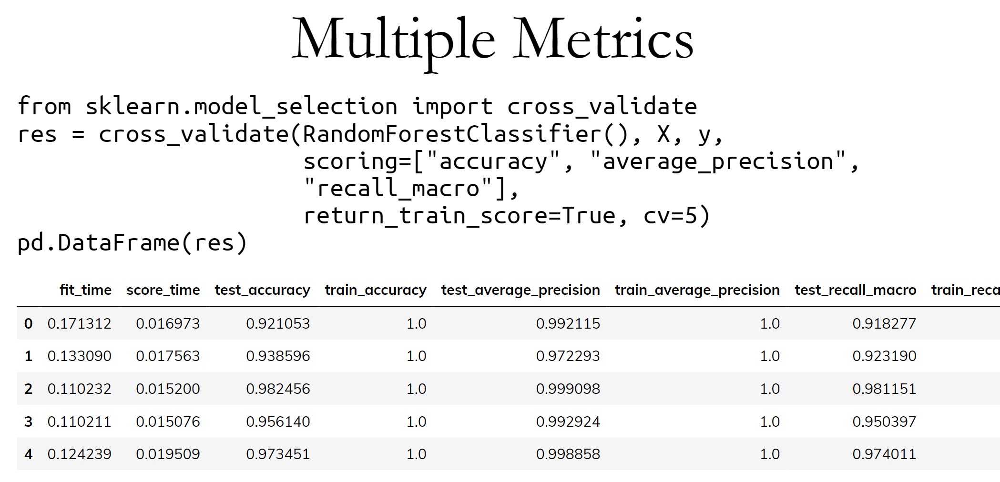 Multiple Metrics
from sklearn.model_selection import cross_validate
res = cross_validate(RandomForestClassifier(), X, y,
scoring=["accuracy", "average_precision",
"recall_macro"],
return_train_score=True, cv=5)
pd.DataFrame(res)
fit_time score_time test_accuracy train_accuracy test_average_precision train_average_precision test_recall_macro train_reca
0 0.171312 0.016973 0.921053 1.0 0.992115 1.0 0.918277
1 0.133090 0.017563 0.938596 1.0 0.972293 1.0 0.923190
2 0.110232 0.015200 0.982456 1.0 0.999098 1.0 0.981151
3 0.110211 0.015076 0.956140 1.0 0.992924 1.0 0.950397
4 0.124239 0.019509 0.973451 1.0 0.998858 1.0 0.974011